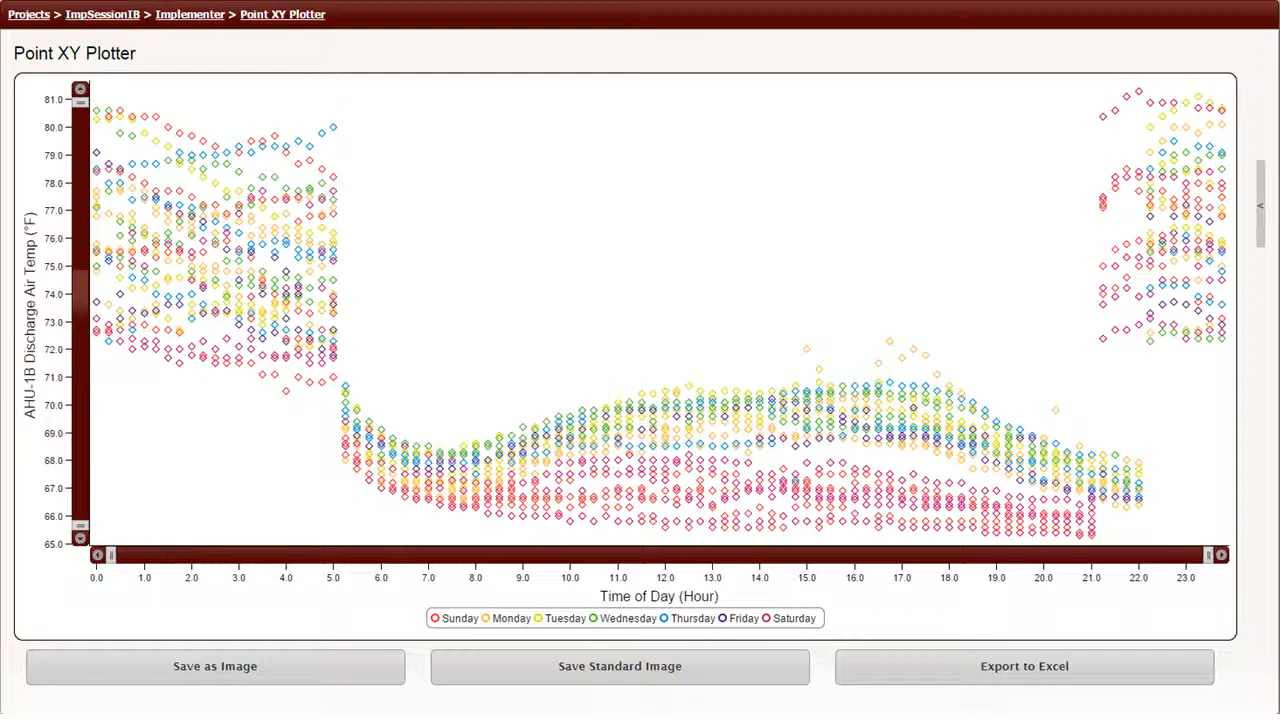 Projects > ImpSessionIB > Implementer > Point XY Plotter
Point XY Plotter
AHU-1B Discharge Air Temp (°F)
81.0
80.0
79.0
78.0
77.0
76.0
75.0
74.0
73.0
72.0
71.0
70.0
69.0
68.0
67.0
66.0
65.0
0.0 1.0 2.0 3.0 4.0 5.0 6.0 7.0 8.0 9.0 10.0 11.0 12.0 13.0 14.0 15.0 16.0 17.0 18.0 19.0 20.0 21.0 22.0 23.0
Time of Day (Hour)
Sunday Monday Tuesday Wednesday Thursday Friday Saturday
Save as Image Save Standard Image Export to Excel